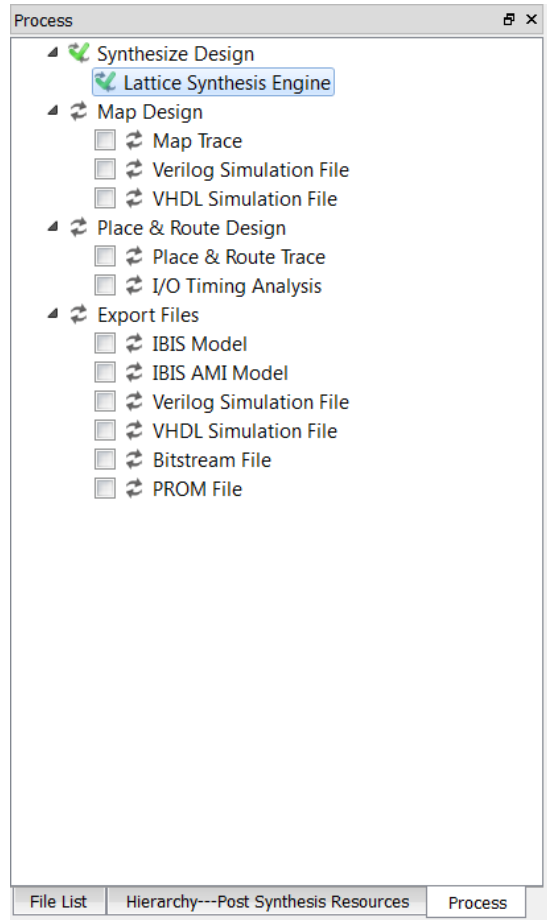 Process
Synthesize Design
Lattice Synthesis Engine
Map Design
Map Trace
Verilog Simulation File
VHDL Simulation File
Place & Route Design
Place & Route Trace
I/O Timing Analysis
Export Files
IBIS Model
IBIS AMI Model
Verilog Simulation File
VHDL Simulation File
Bitstream File
PROM File
File List Hierarchy---Post Synthesis Resources Process